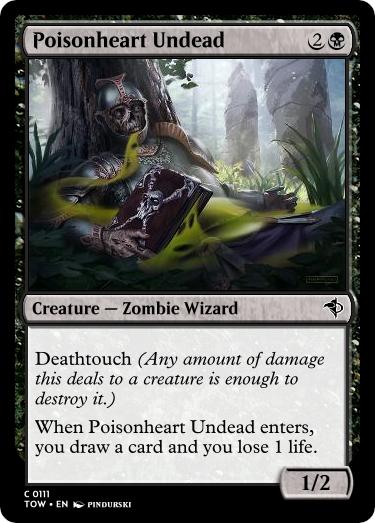 Poisonheart Undead 2
Creature — Zombie Wizard
Deathtouch (Any amount of damage
this deals to a creature is enough to
destroy it.)
When Poisonheart Undead enters,
you draw a card and you lose 1 life.
1/2
C 0111
TOW • EN PINDURSKI